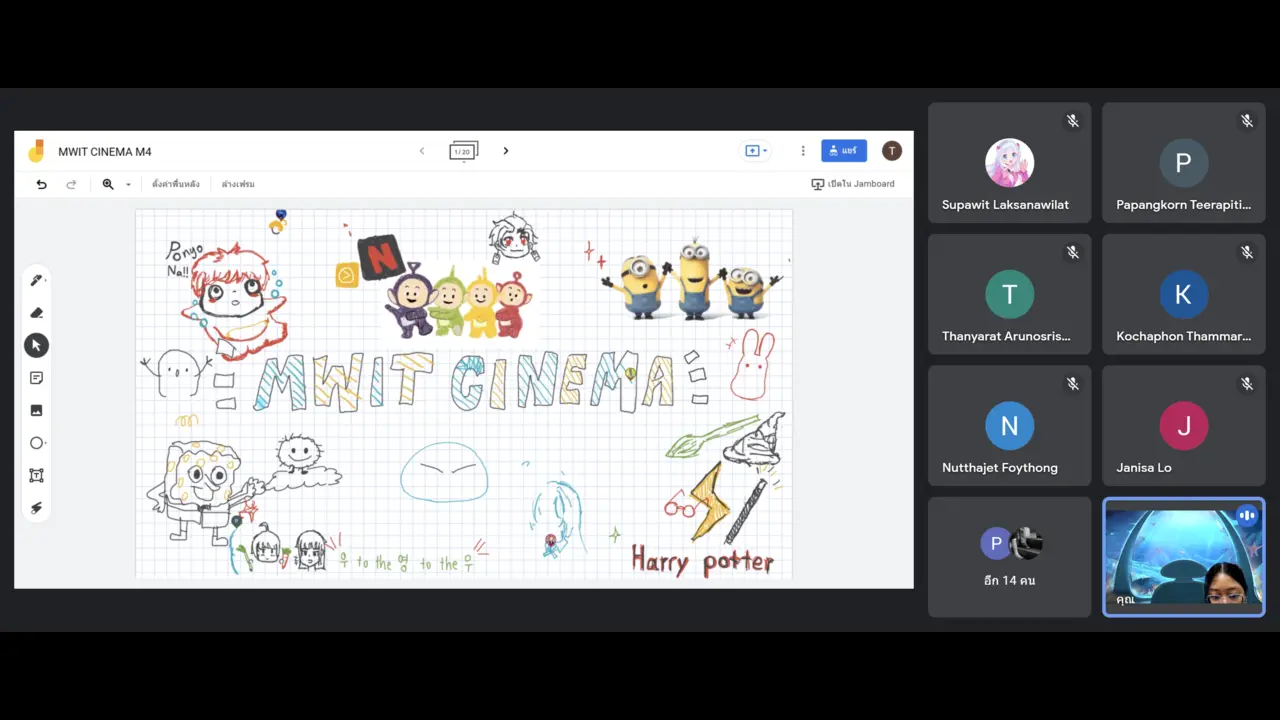 MWIT CINEMA M4
1 / 20
แชร์
T
ตั้งค่าพื้นหลัง
ล้างเฟรม
เปิดใน Jamboard
Ponyo
Na!!
N
MWIT CINEMA
우 to the 영 to the 우
Harry potter
Supawit Laksanawilat
P
Papangkorn Teerapiti...
T
Thanyarat Arunosris...
K
Kochaphon Thammar...
N
Nutthajet Foythong
J
Janisa Lo
P
อีก 14 คน
คุณ